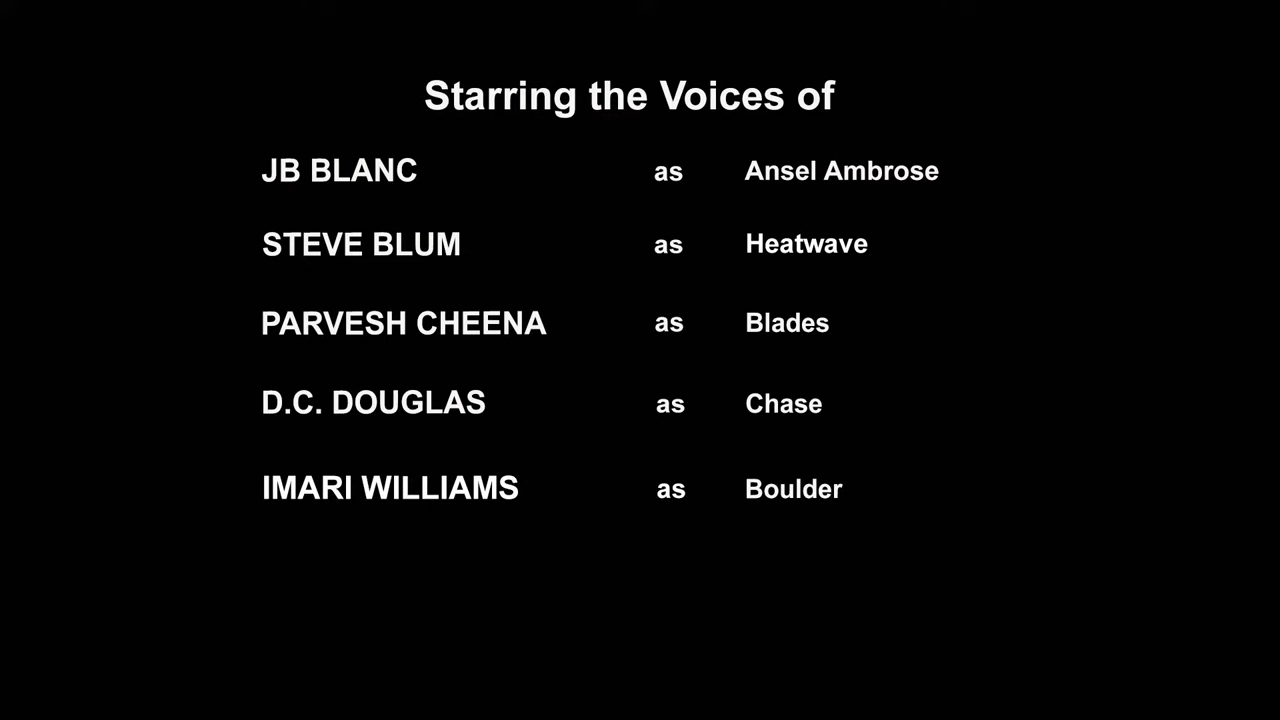 Starring the Voices of
JB BLANC as Ansel Ambrose
STEVE BLUM as Heatwave
PARVESH CHEENA as Blades
D.C. DOUGLAS as Chase
IMARI WILLIAMS as Boulder